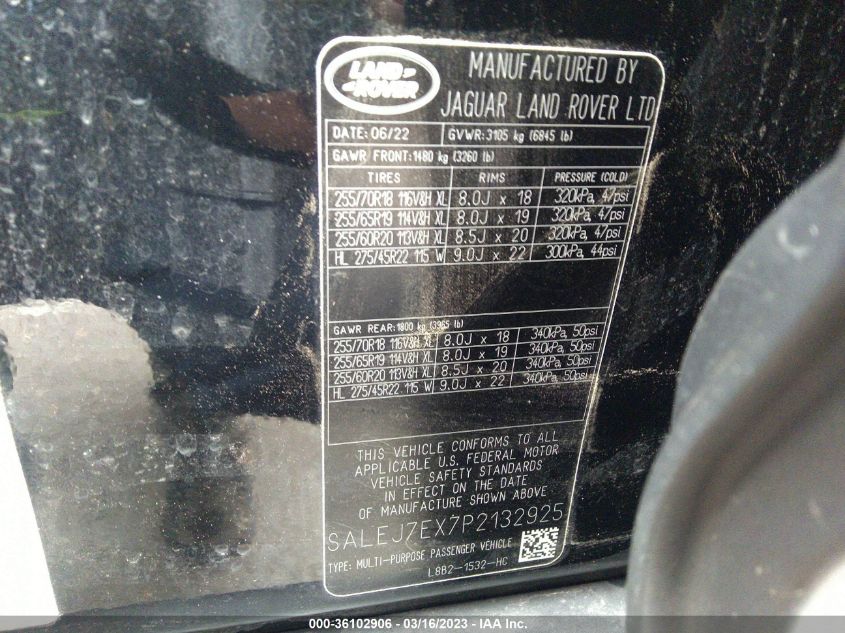 LAND ROVER
MANUFACTURED BY
JAGUAR LAND ROVER LTD
DATE: 06/22 GVWR: 3105 kg (6845 lb)
GAWR FRONT: 1480 kg (3260 lb)
TIRES RIMS PRESSURE (COLD)
255/70R18 116V&H XL 8.0J x 18 320kPa, 47psi
255/65R19 114V&H XL 8.0J x 19 320kPa, 47psi
255/60R20 113V&H XL 8.5J x 20 320kPa, 47psi
HL 275/45R22 115 W 9.0J x 22 300kPa, 44psi
GAWR REAR: 1800 kg (3965 lb)
255/70R18 116V&H XL 8.0J x 18 340kPa, 50psi
255/65R19 114V&H XL 8.0J x 19 340kPa, 50psi
255/60R20 113V&H XL 8.5J x 20 340kPa, 50psi
HL 275/45R22 115 W 9.0J x 22 340kPa, 50psi
THIS VEHICLE CONFORMS TO ALL
APPLICABLE U.S. FEDERAL MOTOR
VEHICLE SAFETY STANDARDS
IN EFFECT ON THE DATE
OF MANUFACTURE SHOWN ABOVE
SALEJ7EX7P2132925
TYPE: MULTI-PURPOSE PASSENGER VEHICLE
L8B2-1532-HC
000-36102906 - 03/16/2023 - IAAI Inc.